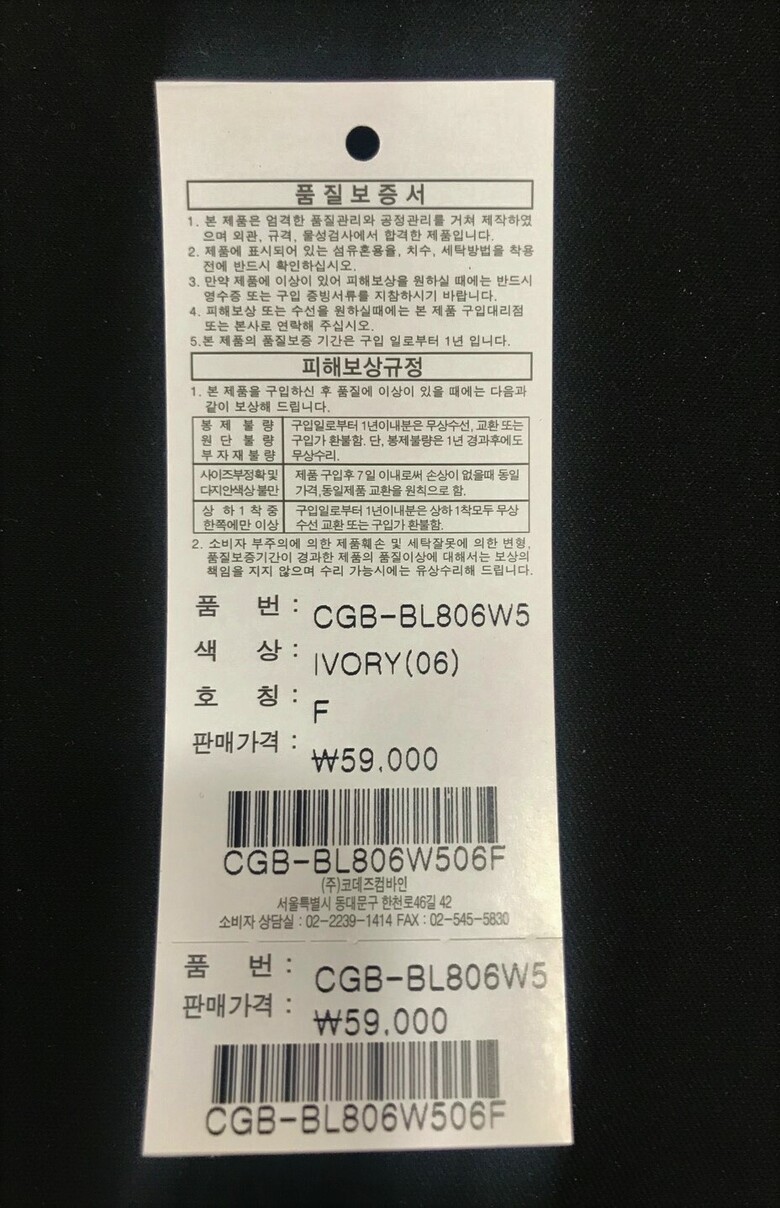 품질보증서
1. 본 제품은 엄격한 품질관리와 공정관리를 거쳐 제작하였
으며 외관, 규격, 물성검사에서 합격한 제품입니다.
2. 제품에 표시되어 있는 섬유혼용율, 치수, 세탁방법을 착용
전에 반드시 확인하십시오.
3. 만약 제품에 이상이 있어 피해보상을 원하실 때에는 반드시
영수증 또는 구입 증빙서류를 지참하시기 바랍니다.
4. 피해보상 또는 수선을 원하실때에는 본 제품 구입대리점
또는 본사로 연락해 주십시오.
5.본 제품의 품질보증 기간은 구입 일로부터 1년 입니다.
피해보상규정
1. 본 제품을 구입하신 후 품질에 이상이 있을 때에는 다음과
같이 보상해 드립니다.
봉 제 불 량 구입일로부터 1년이내분은 무상수선, 교환 또는
원 단 불 량 구입가 환불함. 단, 봉제불량은 1년 경과후에도
부자재불량 무상수리.
사이즈부정확및 제품 구입후 7일 이내로써 손상이 없을때 동일
디자인색상 불만 가격,동일제품 교환을 원칙으로 함.
상 하 1 착 중 구입일로부터 1년이내분은 상하 1착모두 무상
한쪽에만 이상 수선 교환 또는 구입가 환불함.
2. 소비자 부주의에 의한 제품훼손 및 세탁잘못에 의한 변형,
품질보증기간이 경과한 제품의 품질이상에 대해서는 보상의
책임을 지지 않으며 수리 가능시에는 유상수리해 드립니다.
품 번 : CGB-BL806W5
색 상 : IVORY(06)
호 칭 : F
판매가격 : ₩59,000
CGB-BL806W506F
(주)코데즈컴바인
서울특별시 동대문구 한천로46길 42
소비자 상담실 : 02-2239-1414 FAX : 02-545-5830
품 번 : CGB-BL806W5
판매가격 : ₩59,000
CGB-BL806W506F